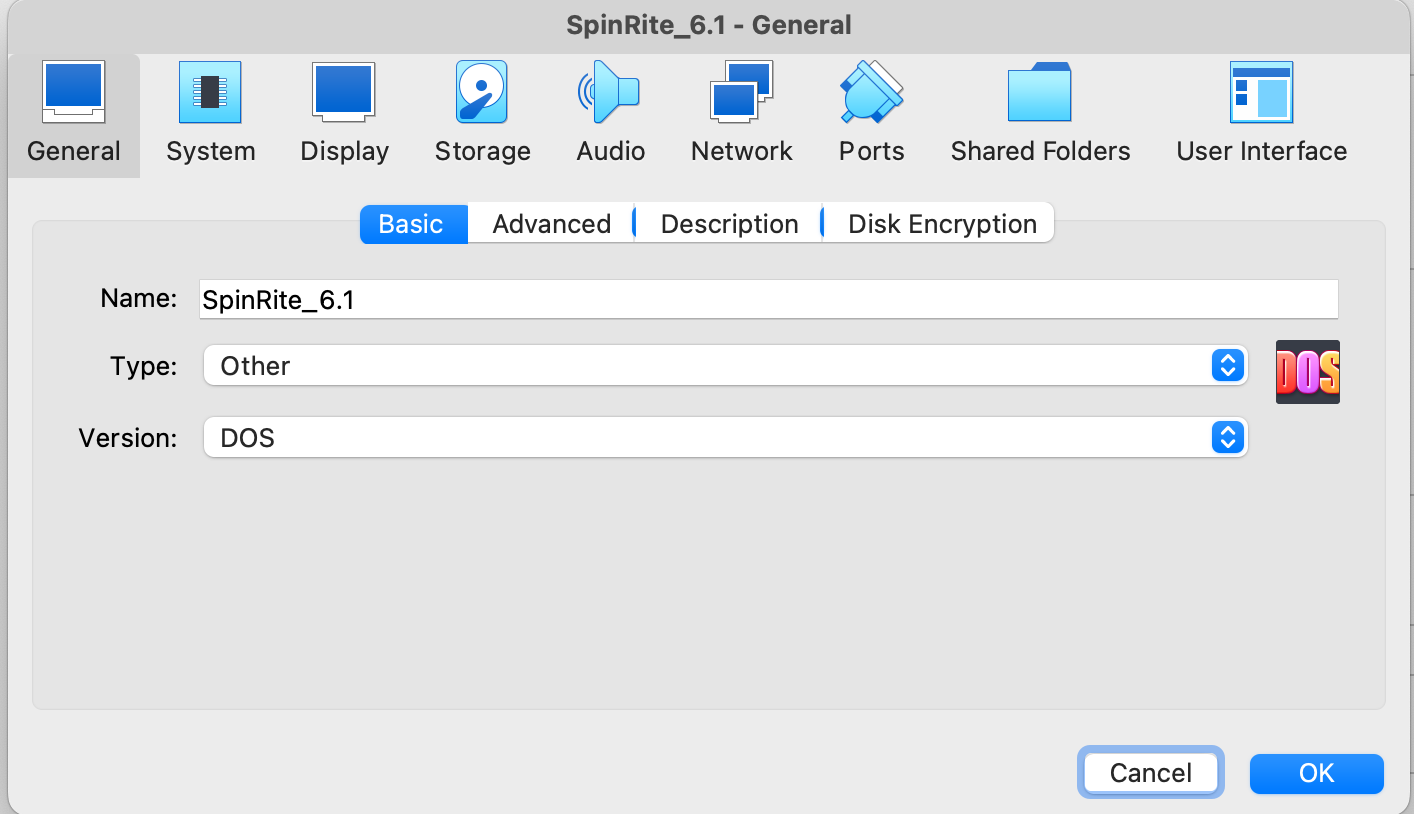 SpinRite_6.1 - General
General System Display Storage Audio Network Ports Shared Folders User Interface
Basic Advanced Description Disk Encryption
Name: SpinRite_6.1
Type: Other
DOS
Version: DOS
Cancel OK